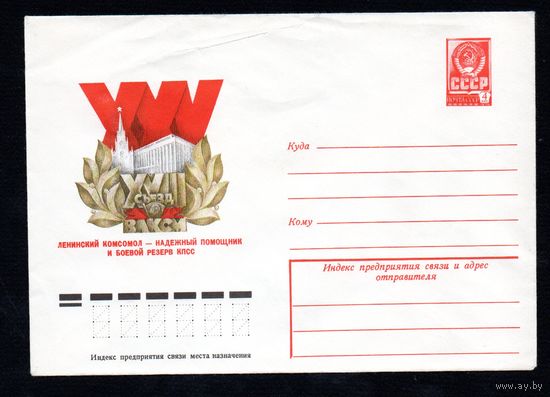 XVIII
СЪЕЗД
ВЛКСМ
ЛЕНИНСКИЙ КОМСОМОЛ — НАДЕЖНЫЙ ПОМОЩНИК
И БОЕВОЙ РЕЗЕРВ КПСС
СССР
ПОЧТА СССР
4
Куда
Кому
Индекс предприятия связи и адрес
отправителя
Индекс предприятия связи места назначения
© www.ay.by